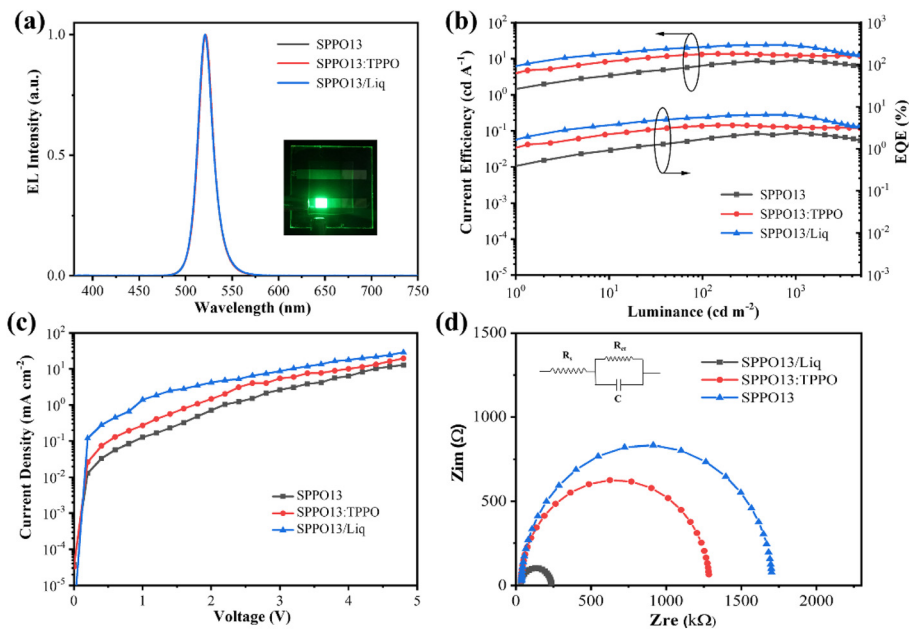 (a)
EL Intensity (a.u.)
1.0
0.5
0.0
SPPO13
SPPO13:TPPO
SPPO13/Liq
400 450 500 550 600 650 700 750
Wavelength (nm)
(b)
Current Efficiency (cd A⁻¹)
10²
10¹
10⁰
10⁻¹
10⁻²
10⁻³
10⁻⁴
10⁻⁵
10³
10²
10¹
10⁰
10⁻¹
10⁻²
10⁻³
EQE (%)
SPPO13
SPPO13:TPPO
SPPO13/Liq
10⁰ 10¹ 10² 10³
Luminance (cd m⁻²)
(c)
Current Density (mA cm⁻²)
10²
10¹
10⁰
10⁻¹
10⁻²
10⁻³
10⁻⁴
10⁻⁵
SPPO13
SPPO13:TPPO
SPPO13/Liq
0 1 2 3 4 5
Voltage (V)
(d)
Zim (Ω)
1500
1000
500
0
Rs
Rct
C
SPPO13/Liq
SPPO13:TPPO
SPPO13
0 500 1000 1500 2000
Zre (kΩ)